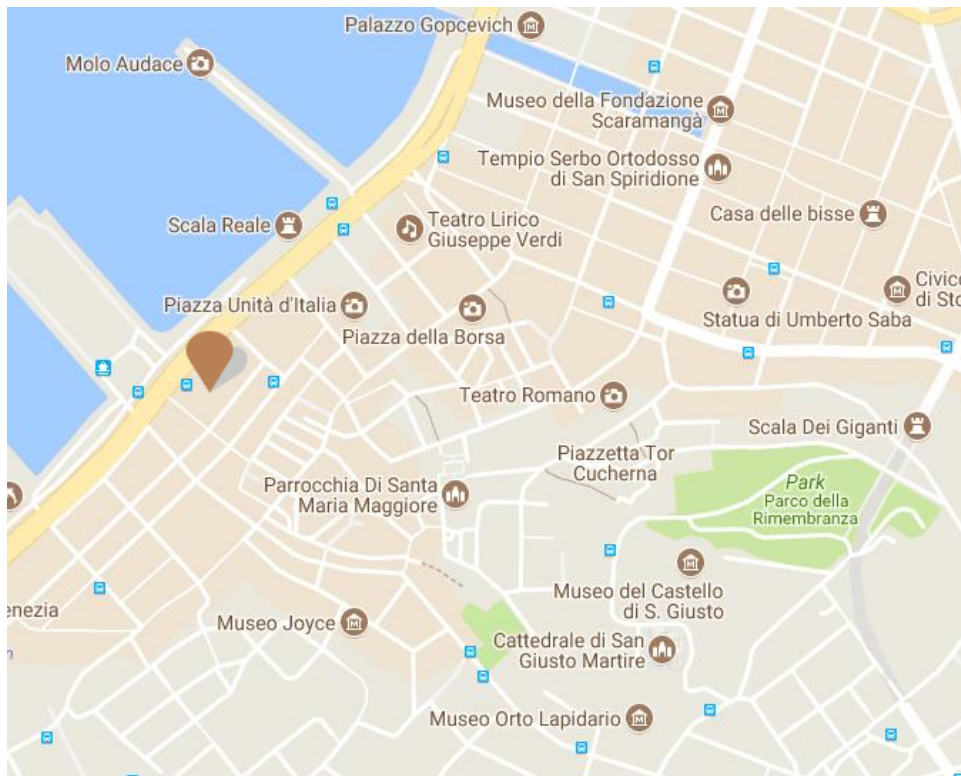 Palazzo Gopcevich
Molo Audace
Museo della Fondazione
Scaramangà
Tempio Serbo Ortodosso
di San Spiridione
Casa delle bisse
Scala Reale
Teatro Lirico
Giuseppe Verdi
Civico
di Sto
Piazza Unità d'Italia
Piazza della Borsa
Statua di Umberto Saba
Teatro Romano
Scala Dei Giganti
Piazzetta Tor
Cucherna
Parrocchia Di Santa
Maria Maggiore
Park
Parco della
Rimembranza
Museo del Castello
di S. Giusto
enezia
Museo Joyce
Cattedrale di San
Giusto Martire
Museo Orto Lapidario